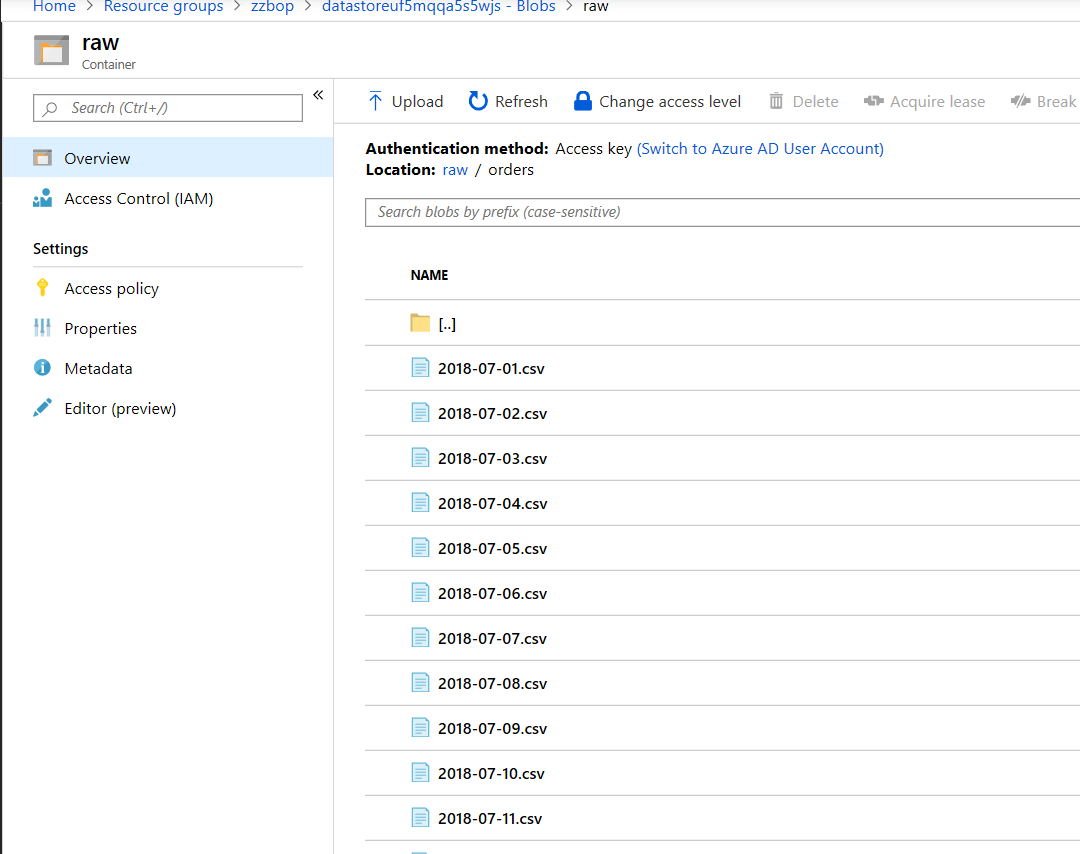 Home > Resource groups > zzbop > datastoreuf5mqqa5s5wjs - Blobs > raw
raw
Container
Search (Ctrl+/)
«
Overview
Access Control (IAM)
Settings
Access policy
Properties
Metadata
Editor (preview)
Upload Refresh Change access level Delete Acquire lease Break
Authentication method: Access key (Switch to Azure AD User Account)
Location: raw / orders
Search blobs by prefix (case-sensitive)
NAME
[..]
2018-07-01.csv
2018-07-02.csv
2018-07-03.csv
2018-07-04.csv
2018-07-05.csv
2018-07-06.csv
2018-07-07.csv
2018-07-08.csv
2018-07-09.csv
2018-07-10.csv
2018-07-11.csv